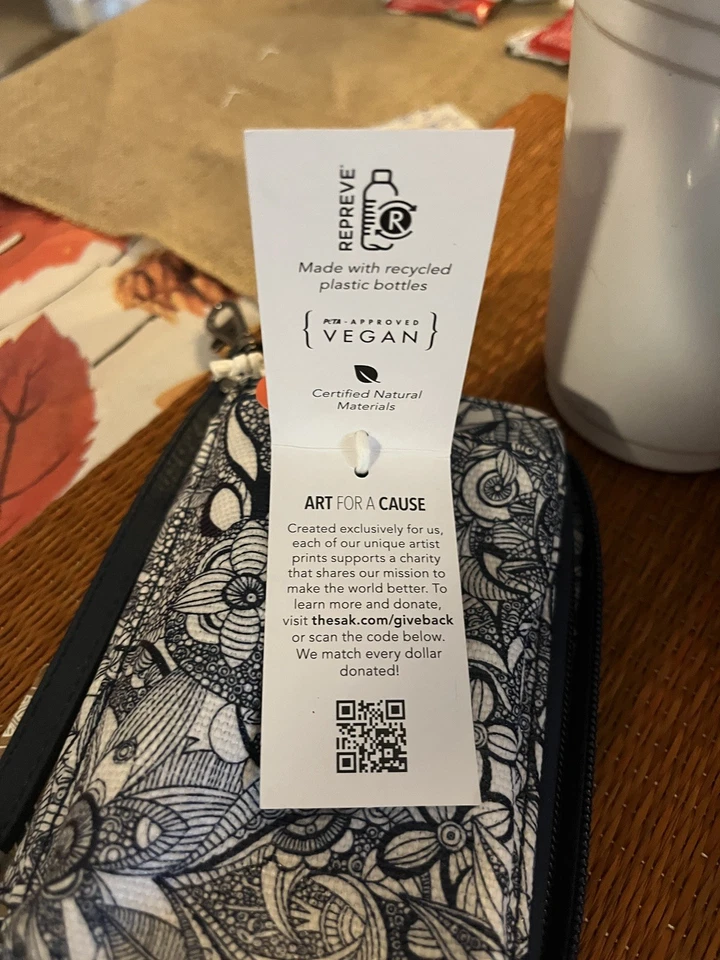 REPREVE®
R
Made with recycled
plastic bottles
PETA - APPROVED
VEGAN
Certified Natural
Materials
ART FOR A CAUSE
Created exclusively for us,
each of our unique artist
prints supports a charity
that shares our mission to
make the world better. To
learn more and donate,
visit thesak.com/giveback
or scan the code below.
We match every dollar
donated!